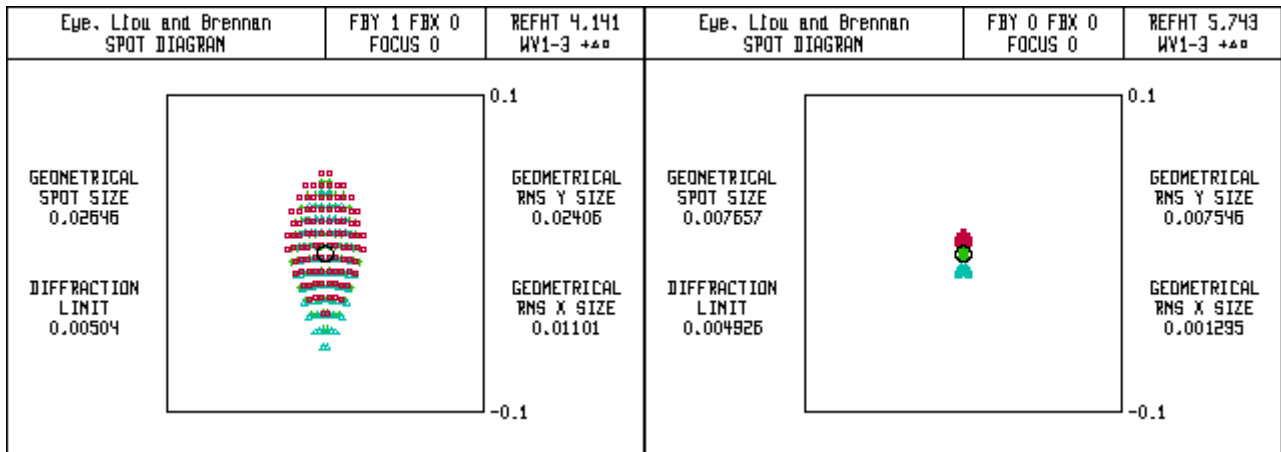 Eye, Liou and Brennan
SPOT DIAGRAM
FBY 1 FBX 0
FOCUS 0
REFHT 4.141
WV1-3 +△□
0.1
GEOMETRICAL
SPOT SIZE
0.02646
GEOMETRICAL
RMS Y SIZE
0.02406
DIFFRACTION
LIMIT
0.00504
GEOMETRICAL
RMS X SIZE
0.01101
-0.1
Eye, Liou and Brennan
SPOT DIAGRAM
FBY 0 FBX 0
FOCUS 0
REFHT 5.743
WV1-3 +△□
0.1
GEOMETRICAL
SPOT SIZE
0.007657
GEOMETRICAL
RMS Y SIZE
0.007546
DIFFRACTION
LIMIT
0.004926
GEOMETRICAL
RMS X SIZE
0.001295
-0.1